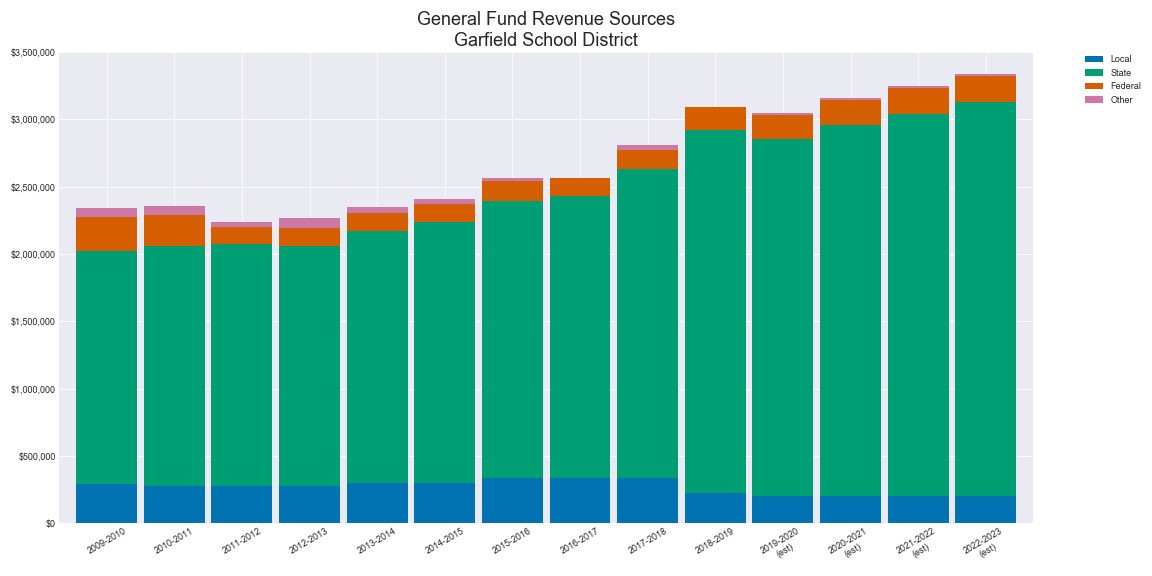 General Fund Revenue Sources
Garfield School District
$3,500,000
$3,000,000
$2,500,000
$2,000,000
$1,500,000
$1,000,000
$500,000
$0
2009-2010
2010-2011
2011-2012
2012-2013
2013-2014
2014-2015
2015-2016
2016-2017
2017-2018
2018-2019
2019-2020
(est)
2020-2021
(est)
2021-2022
(est)
2022-2023
(est)
Local
State
Federal
Other